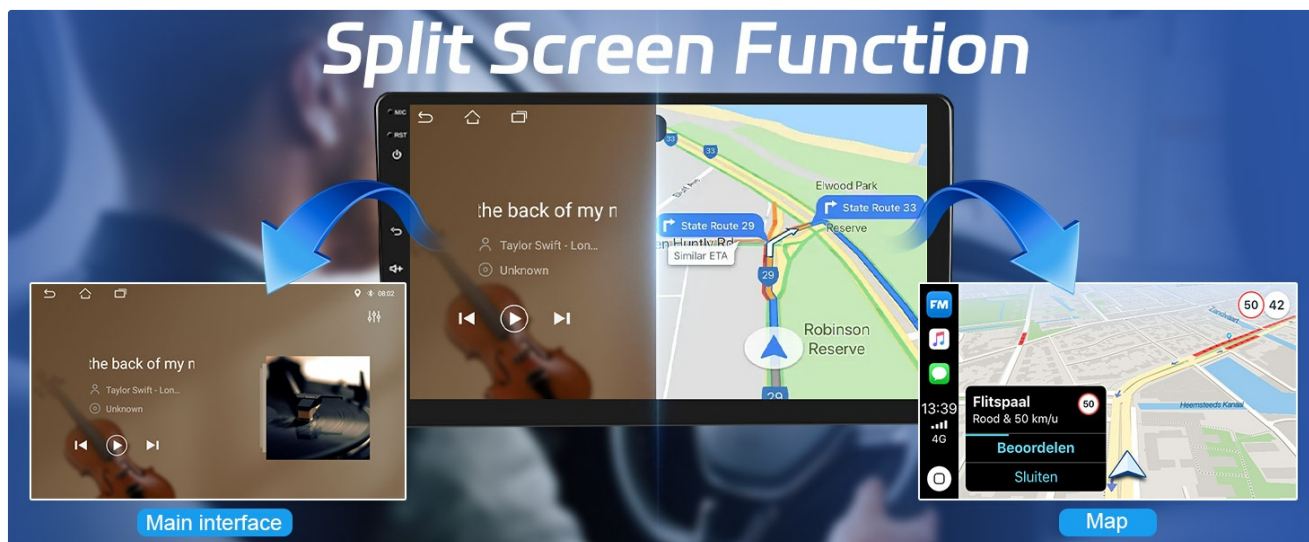 Split Screen Function
MIC
RST
the back of my n
Taylor Swift - Lon...
Unknown
33
33
Elwood Park
State Route 33
Reserve
State Route 29
en Huntly Rd
Similar ETA
29
Robinson
Reserve
29
08:02
the back of my n
Taylor Swift - Lon...
Unknown
Main interface
FM
50
42
Zandvaart
13:39
4G
Flitspaal
50
Rood & 50 km/u
Beoordelen
Sluiten
Heemsteeds Kanaal
Map